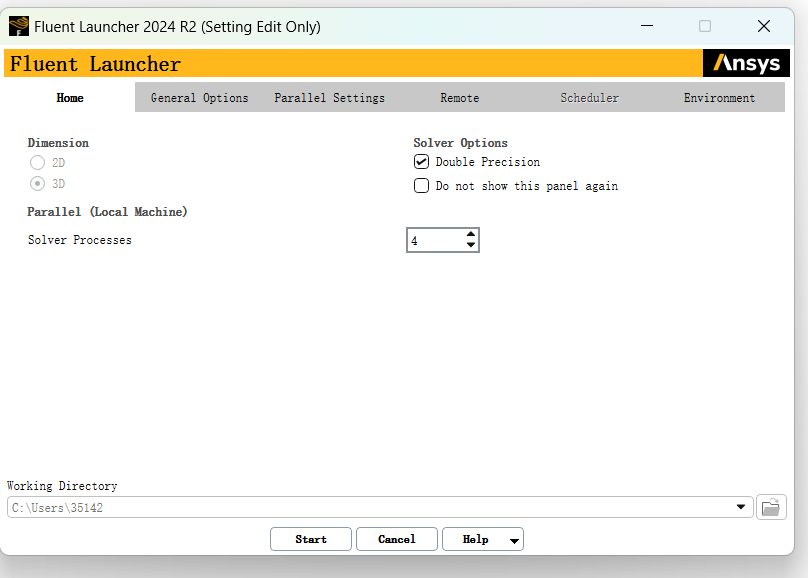 Fluent Launcher 2024 R2 (Setting Edit Only)
Fluent Launcher
Ansys
Home General Options Parallel Settings Remote Scheduler Environment
Dimension
2D
3D
Solver Options
Double Precision
Do not show this panel again
Parallel (Local Machine)
Solver Processes
4
Working Directory
C:\Users\35142
Start Cancel Help